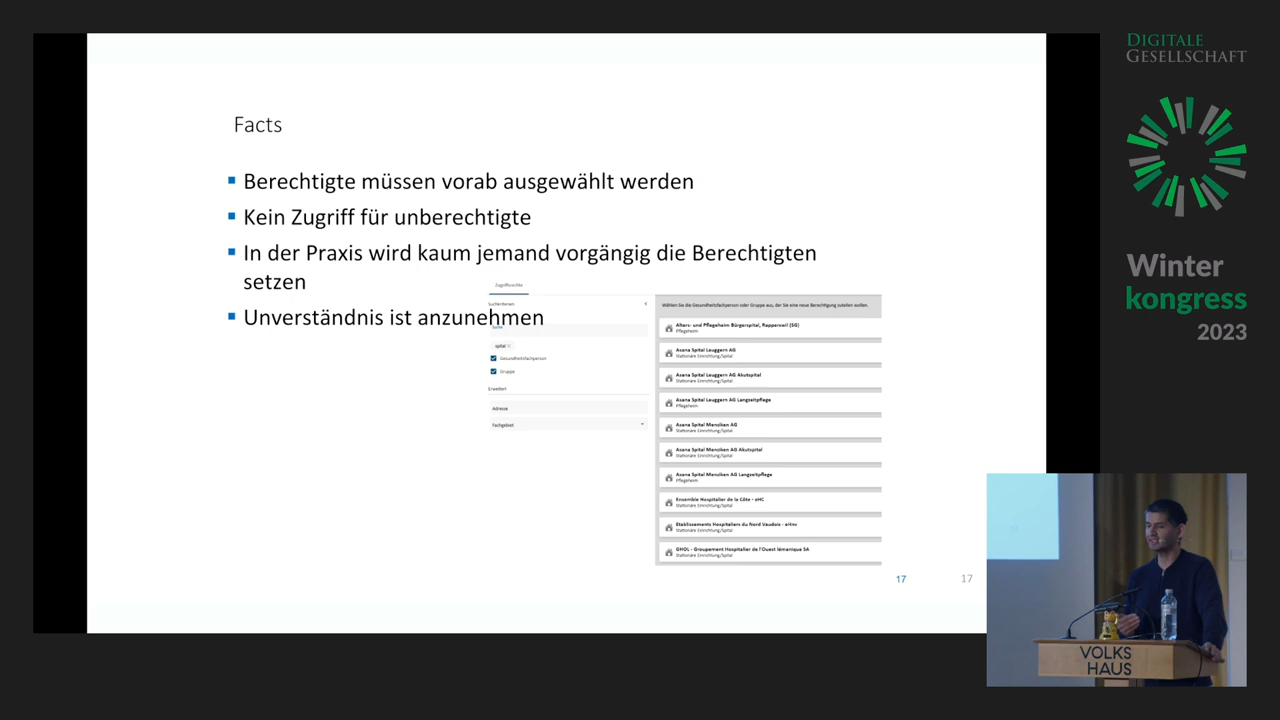 DIGITALE
GESELLSCHAFT
Winter
kongress
2023
Facts
Berechtigte müssen vorab ausgewählt werden
Kein Zugriff für unberechtigte
In der Praxis wird kaum jemand vorgängig die Berechtigten
setzen
Unverständnis ist anzunehmen
Zugriffsrechte
Suchkriterien
Suche
spital
Gesundheitsfachperson
Gruppe
Erweitert
Adresse
Fachgebiet
Wählen Sie die Gesundheitsfachperson oder Gruppe aus, der Sie eine neue Berechtigung zuteilen wollen.
Alters- und Pflegeheim Bürgerspital, Rapperswil (SG)
Pflegeheim
Asana Spital Leuggern AG
Stationäre Einrichtung/Spital
Asana Spital Leuggern AG Akutspital
Stationäre Einrichtung/Spital
Asana Spital Leuggern AG Langzeitpflege
Pflegeheim
Asana Spital Menziken AG
Stationäre Einrichtung/Spital
Asana Spital Menziken AG Akutspital
Stationäre Einrichtung/Spital
Asana Spital Menziken AG Langzeitpflege
Pflegeheim
Ensemble Hospitalier de la Côte - eHC
Stationäre Einrichtung/Spital
Etablissements Hospitaliers du Nord Vaudois - eHnv
Stationäre Einrichtung/Spital
GHOL - Groupement Hospitalier de l'Ouest lémanique SA
Stationäre Einrichtung/Spital
17
17
VOLKS
HAUS